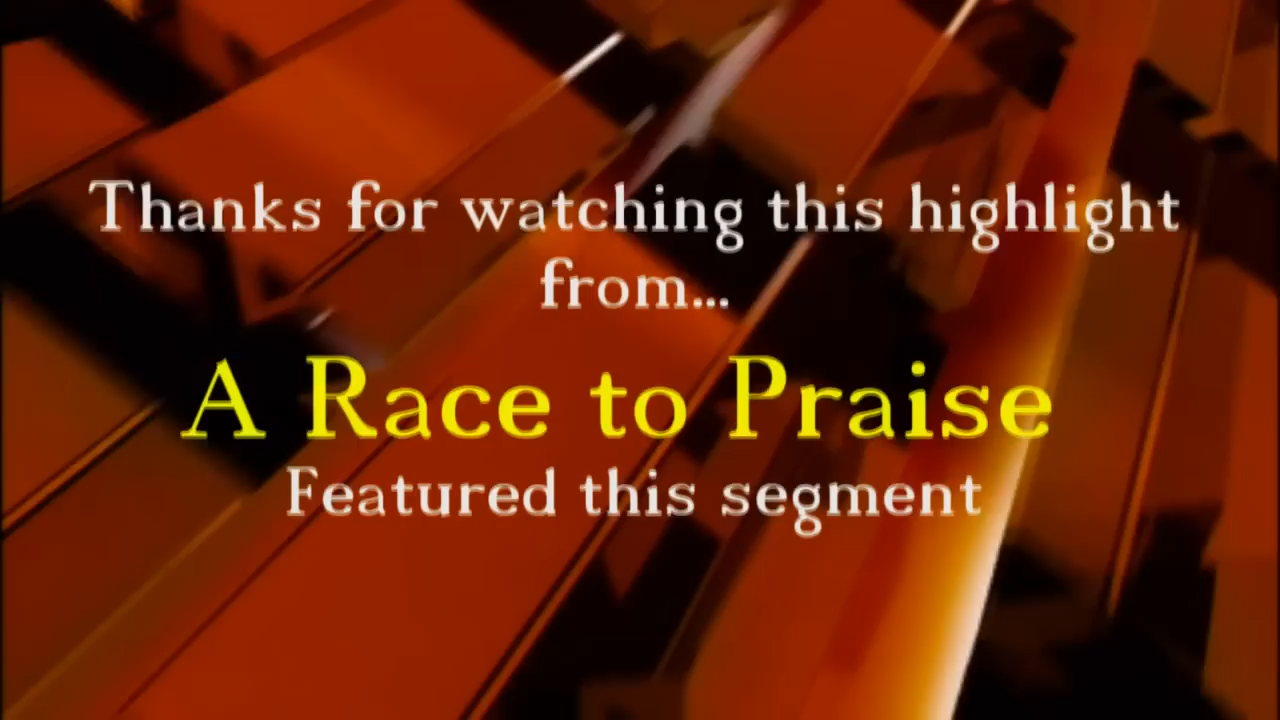 Thanks for watching this highlight
from...
A Race to Praise
Featured this segment